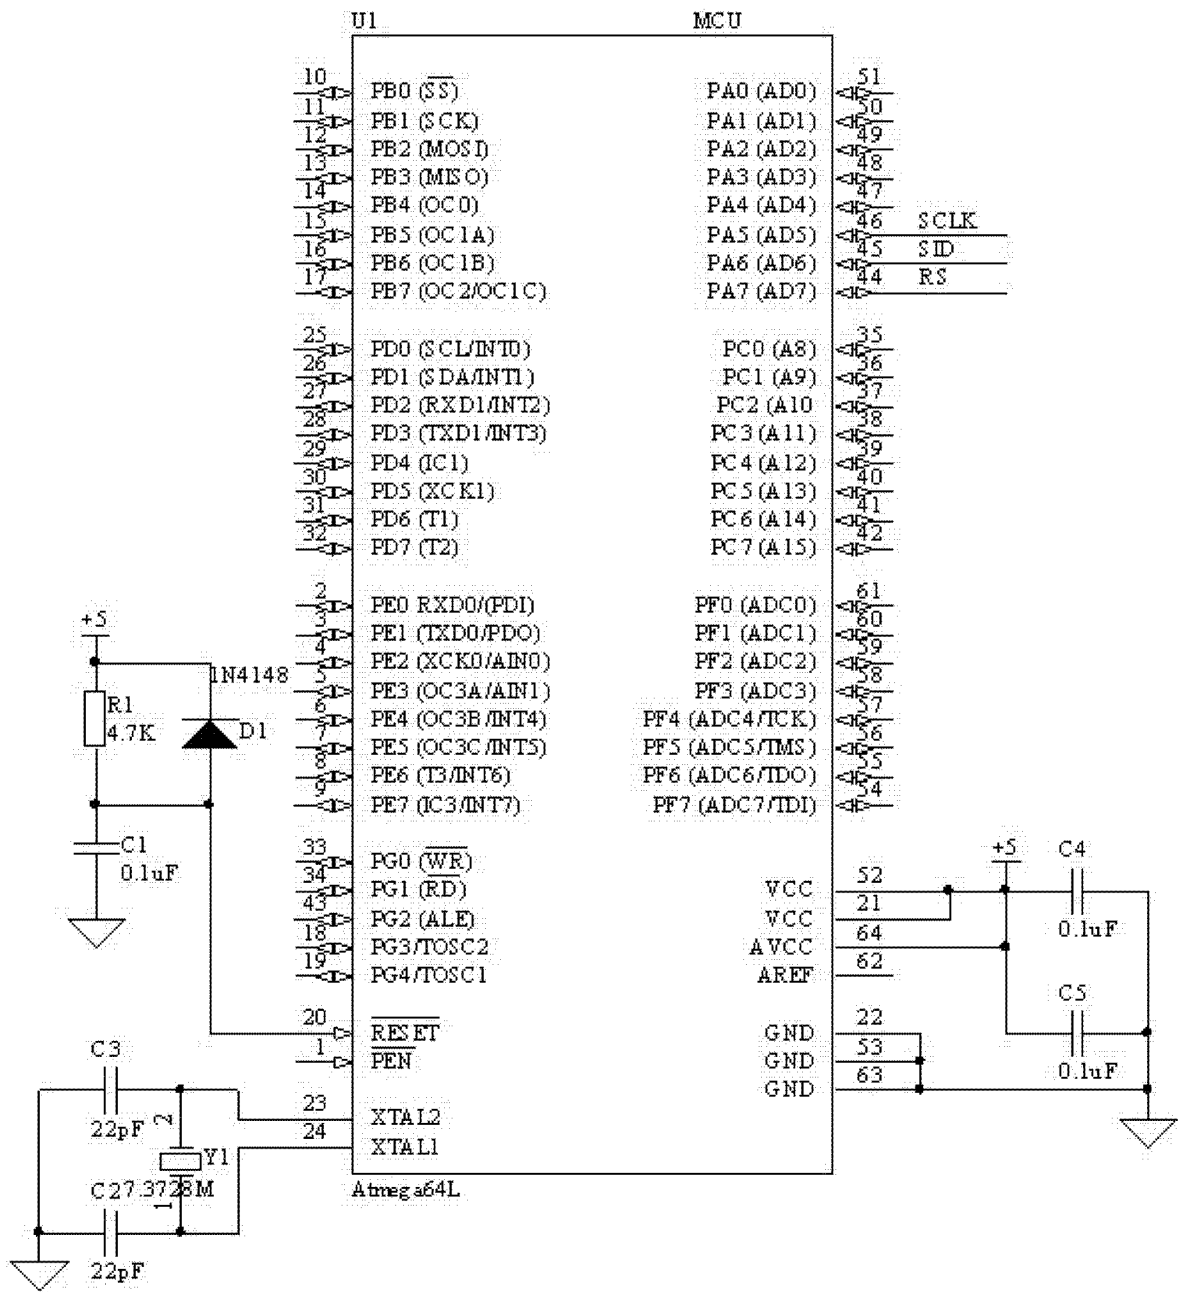 U1 MCU
10 PB0 (SS) PA0 (AD0) 51
11 PB1 (SCK) PA1 (AD1) 50
12 PB2 (MOSI) PA2 (AD2) 49
13 PB3 (MISO) PA3 (AD3) 48
14 PB4 (OC0) PA4 (AD4) 47
15 PB5 (OC1A) PA5 (AD5) 46 SCLK
16 PB6 (OC1B) PA6 (AD6) 45 SID
17 PB7 (OC2/OC1C) PA7 (AD7) 44 RS
25 PD0 (SCL/INT0) PC0 (A8) 35
26 PD1 (SDA/INT1) PC1 (A9) 36
27 PD2 (RXD1/INT2) PC2 (A10 37
28 PD3 (TXD1/INT3) PC3 (A11) 38
29 PD4 (IC1) PC4 (A12) 39
30 PD5 (XCK1) PC5 (A13) 40
31 PD6 (T1) PC6 (A14) 41
32 PD7 (T2) PC7 (A15) 42
2 PE0 RXD0/(PDI) PF0 (ADC0) 61
+5 3 PE1 (TXD0/PDO) PF1 (ADC1) 60
4 PE2 (XCK0/AIN0) PF2 (ADC2) 59
1N4148 5 PE3 (OC3A/AIN1) PF3 (ADC3) 58
R1 6 PE4 (OC3B/INT4) PF4 (ADC4/TCK) 57
4.7K D1 7 PE5 (OC3C/INT5) PF5 (ADC5/TMS) 56
8 PE6 (T3/INT6) PF6 (ADC6/TDO) 55
9 PE7 (IC3/INT7) PF7 (ADC7/TDI) 54
C1 33 PG0 (WR) +5 C4
0.1uF 34 PG1 (RD) VCC 52
43 PG2 (ALE) VCC 21 0.1uF
18 PG3/TOSC2 AVCC 64
19 PG4/TOSC1 AREF 62 C5
20 RESET GND 22
C3 1 PEN GND 53 0.1uF
GND 63
22pF 2 23 XTAL2
24 XTAL1
Y1
C2 7.3728M Atmega64L
1
22pF